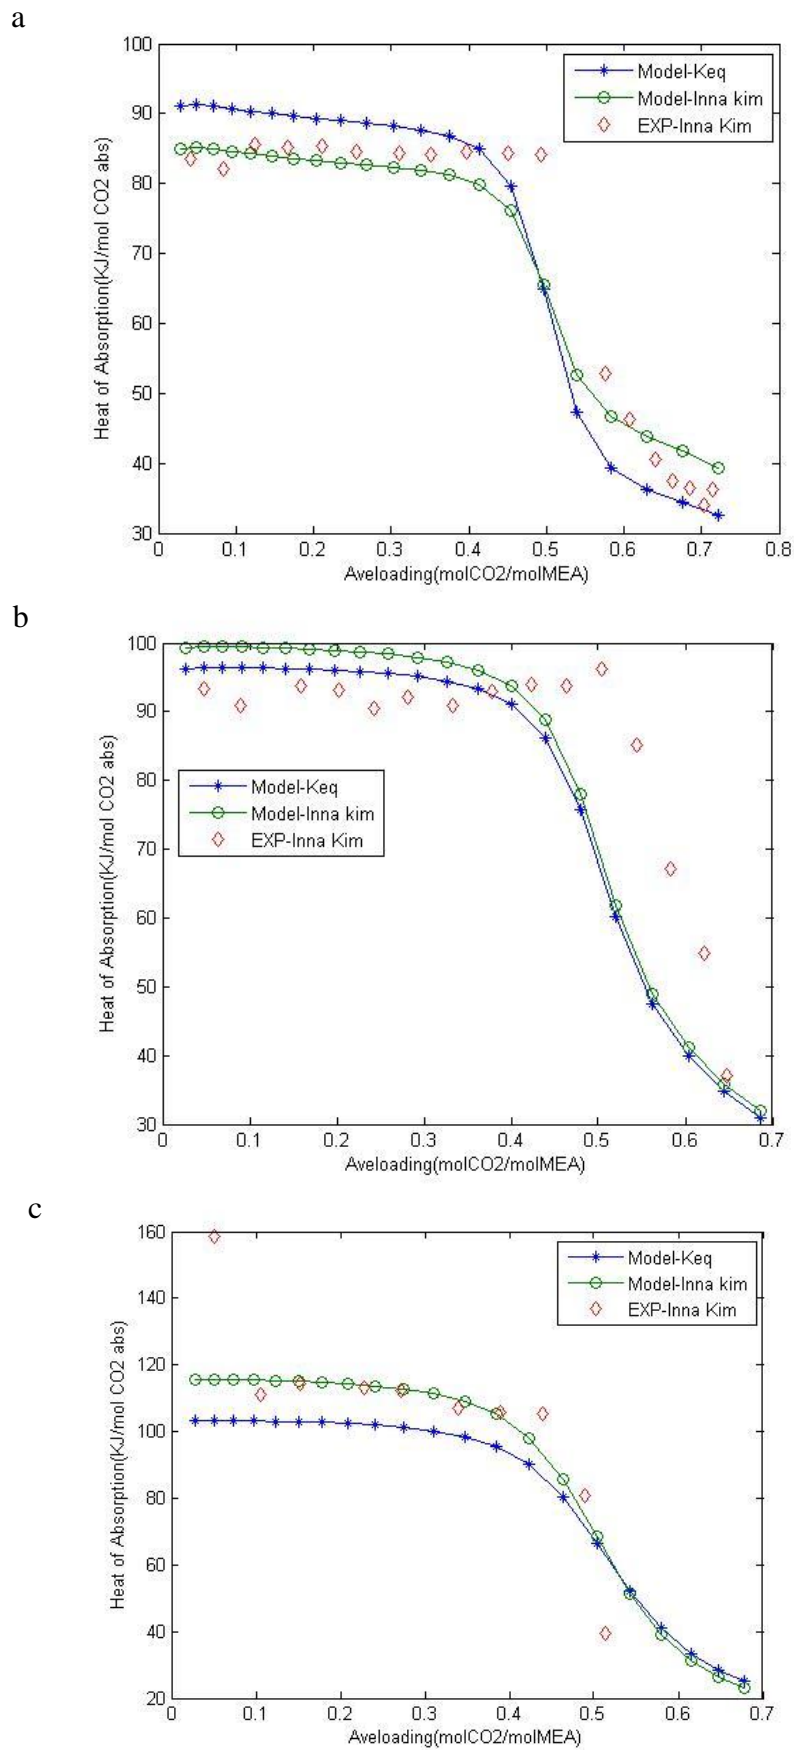 a
100
90
80
70
60
50
40
30
Heat of Absorption(KJ/mol CO2 abs)
Model-Keq
Model-Inna kim
EXP-Inna Kim
0 0.1 0.2 0.3 0.4 0.5 0.6 0.7 0.8
Aveloading(molCO2/molMEA)
b
100
90
80
70
60
50
40
30
Heat of Absorption(KJ/mol CO2 abs)
Model-Keq
Model-Inna kim
EXP-Inna Kim
0 0.1 0.2 0.3 0.4 0.5 0.6 0.7
Aveloading(molCO2/molMEA)
c
160
140
120
100
80
60
40
20
Heat of Absorption(KJ/mol CO2 abs)
Model-Keq
Model-Inna kim
EXP-Inna Kim
0 0.1 0.2 0.3 0.4 0.5 0.6 0.7
Aveloading(molCO2/molMEA)